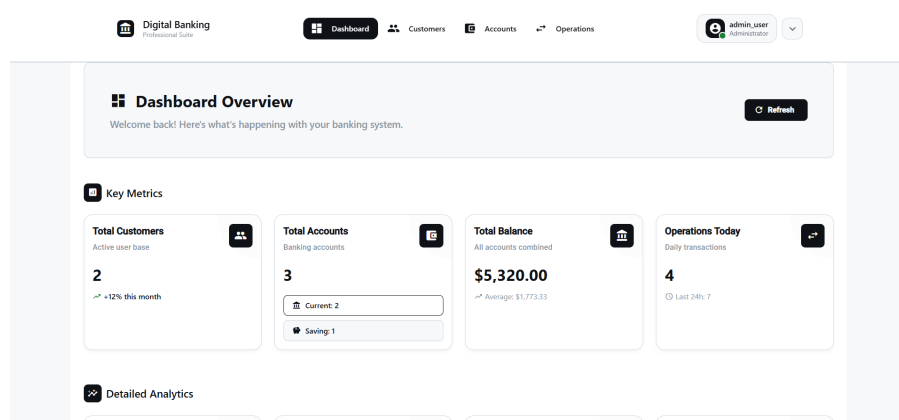 Digital Banking
Professional Suite
Dashboard
Customers
Accounts
Operations
admin_user
Administrator
Dashboard Overview
Welcome back! Here's what's happening with your banking system.
Refresh
Key Metrics
Total Customers
Active user base
2
+12% this month
Total Accounts
Banking accounts
3
Current: 2
Saving: 1
Total Balance
All accounts combined
$5,320.00
Average: $1,773.33
Operations Today
Daily transactions
4
Last 24h: 7
Detailed Analytics